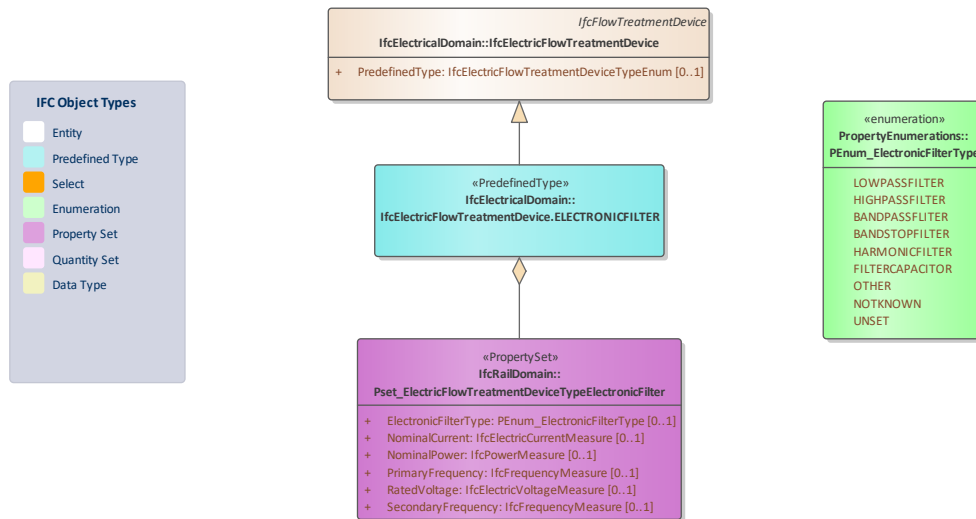 IFC Object Types
Entity
Predefined Type
Select
Enumeration
Property Set
Quantity Set
Data Type
IfcFlowTreatmentDevice
IfcElectricalDomain::IfcElectricFlowTreatmentDevice
+ PredefinedType: IfcElectricFlowTreatmentDeviceTypeEnum [0..1]
«PredefinedType»
IfcElectricalDomain::
IfcElectricFlowTreatmentDevice.ELECTRONICFILTER
«PropertySet»
IfcRailDomain::
Pset_ElectricFlowTreatmentDeviceTypeElectronicFilter
+ ElectronicFilterType: PEnum_ElectronicFilterType [0..1]
+ NominalCurrent: IfcElectricCurrentMeasure [0..1]
+ NominalPower: IfcPowerMeasure [0..1]
+ PrimaryFrequency: IfcFrequencyMeasure [0..1]
+ RatedVoltage: IfcElectricVoltageMeasure [0..1]
+ SecondaryFrequency: IfcFrequencyMeasure [0..1]
«enumeration»
PropertyEnumerations::
PEnum_ElectronicFilterType
LOWPASSFILTER
HIGHPASSFILTER
BANDPASSFLITER
BANDSTOPFILTER
HARMONICFILTER
FILTERCAPACITOR
OTHER
NOTKNOWN
UNSET